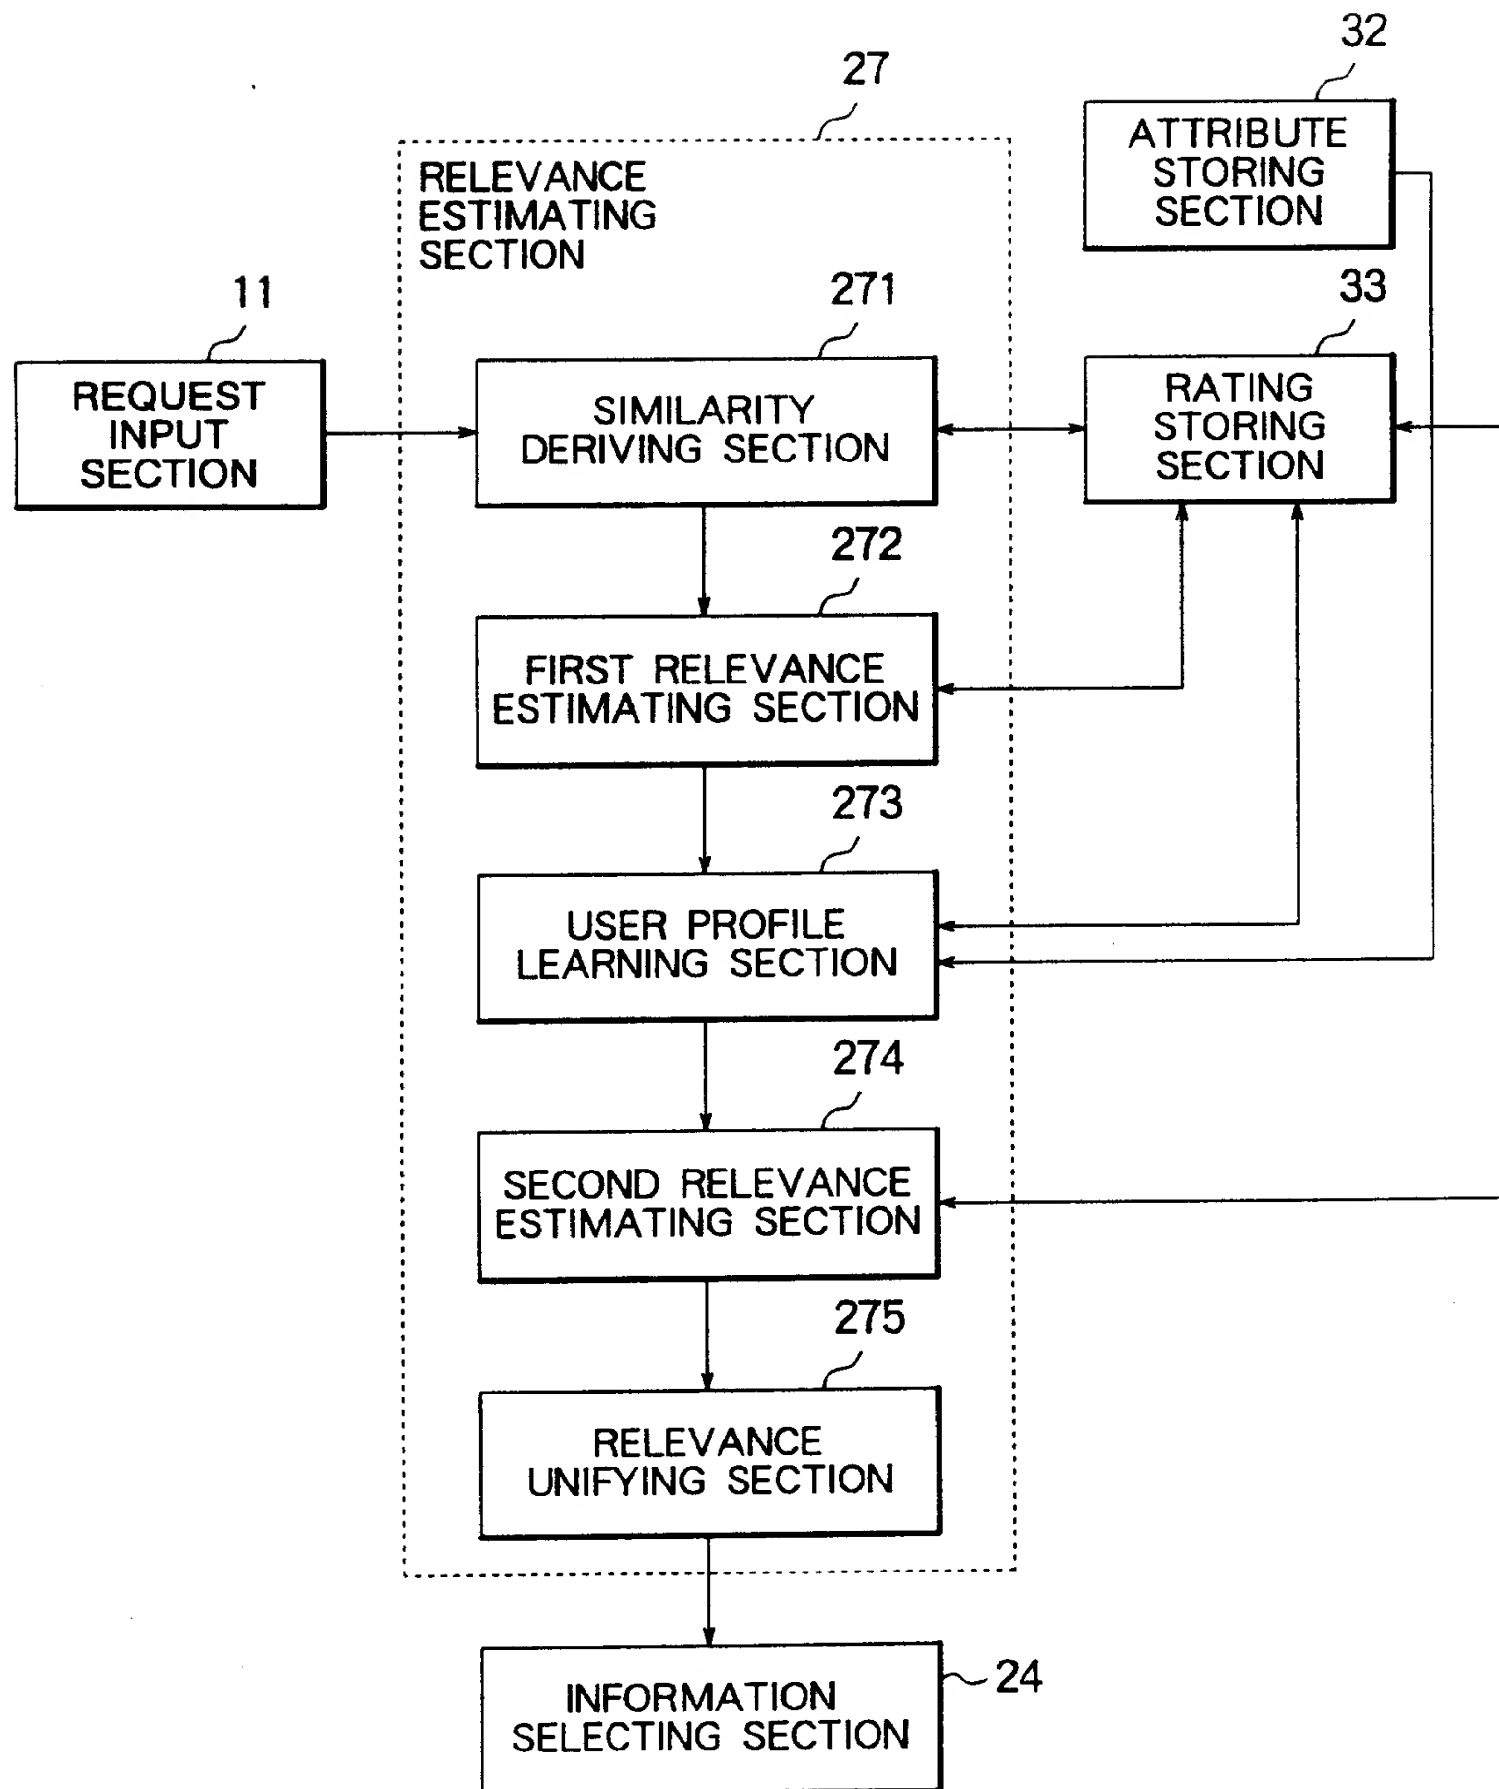 32
27
ATTRIBUTE
STORING
SECTION
RELEVANCE
ESTIMATING
SECTION
11
271
33
REQUEST
INPUT
SECTION
SIMILARITY
DERIVING SECTION
RATING
STORING
SECTION
272
FIRST RELEVANCE
ESTIMATING SECTION
273
USER PROFILE
LEARNING SECTION
274
SECOND RELEVANCE
ESTIMATING SECTION
275
RELEVANCE
UNIFYING SECTION
24
INFORMATION
SELECTING SECTION